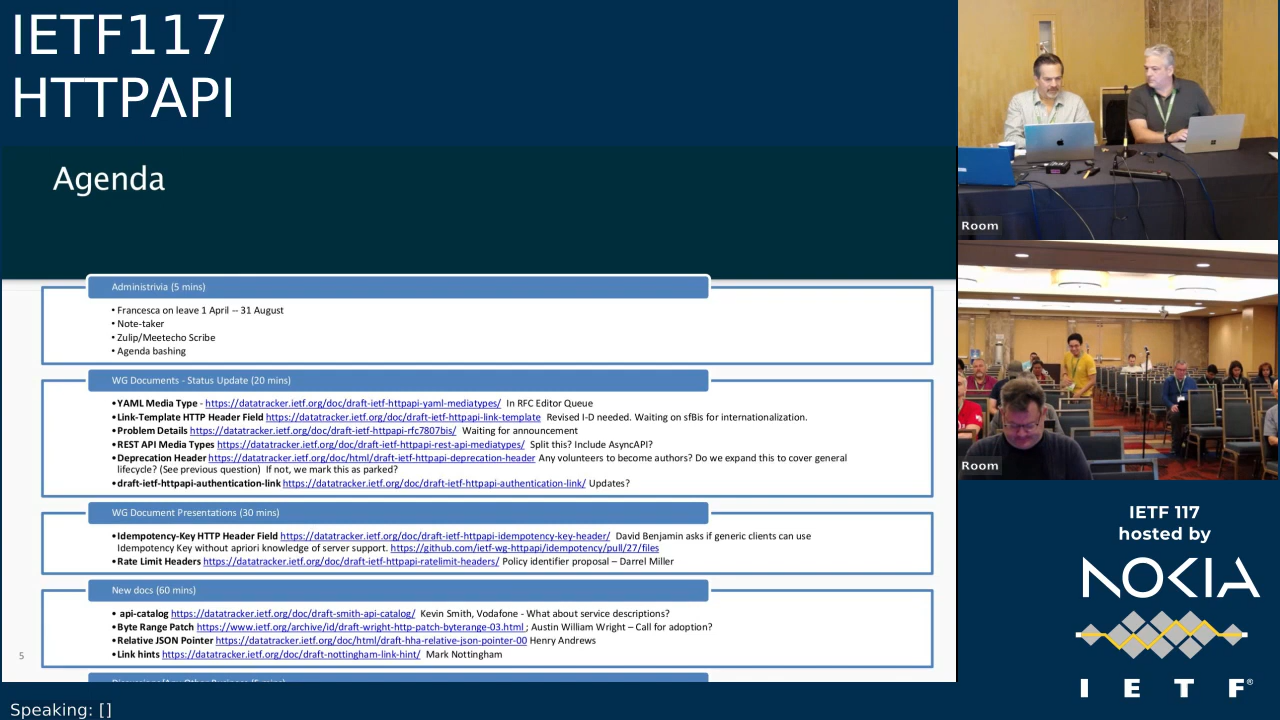 IETF117
HTTPAPI
Agenda
Administrivia (5 mins)
• Francesca on leave 1 April -- 31 August
• Note-taker
• Zulip/Meetecho Scribe
• Agenda bashing
WG Documents - Status Update (20 mins)
•YAML Media Type - https://datatracker.ietf.org/doc/draft-ietf-httpapi-yaml-mediatypes/ In RFC Editor Queue
•Link-Template HTTP Header Field https://datatracker.ietf.org/doc/draft-ietf-httpapi-link-template Revised I-D needed. Waiting on sfBis for internationalization.
•Problem Details https://datatracker.ietf.org/doc/draft-ietf-httpapi-rfc7807bis/ Waiting for announcement
•REST API Media Types https://datatracker.ietf.org/doc/draft-ietf-httpapi-rest-api-mediatypes/ Split this? Include AsyncAPI?
•Deprecation Header https://datatracker.ietf.org/doc/html/draft-ietf-httpapi-deprecation-header Any volunteers to become authors? Do we expand this to cover general
lifecycle? (See previous question) If not, we mark this as parked?
•draft-ietf-httpapi-authentication-link https://datatracker.ietf.org/doc/draft-ietf-httpapi-authentication-link/ Updates?
WG Document Presentations (30 mins)
•Idempotency-Key HTTP Header Field https://datatracker.ietf.org/doc/draft-ietf-httpapi-idempotency-key-header/ David Benjamin asks if generic clients can use
Idempotency Key without apriori knowledge of server support. https://github.com/ietf-wg-httpapi/idempotency/pull/27/files
•Rate Limit Headers https://datatracker.ietf.org/doc/draft-ietf-httpapi-ratelimit-headers/ Policy identifier proposal – Darrel Miller
New docs (60 mins)
• api-catalog https://datatracker.ietf.org/doc/draft-smith-api-catalog/ Kevin Smith, Vodafone - What about service descriptions?
•Byte Range Patch https://www.ietf.org/archive/id/draft-wright-http-patch-byterange-03.html ; Austin William Wright – Call for adoption?
•Relative JSON Pointer https://datatracker.ietf.org/doc/html/draft-hha-relative-json-pointer-00 Henry Andrews
•Link hints https://datatracker.ietf.org/doc/draft-nottingham-link-hint/ Mark Nottingham
5
Speaking: []
Room
Room
IETF 117
hosted by
NOKIA
I E T F®